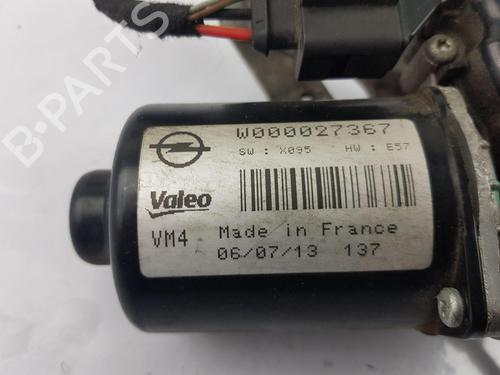 B-PARTS
W000027367
SW : X095 HW : E57
Valeo
VM4 Made in France
06/07/13 137